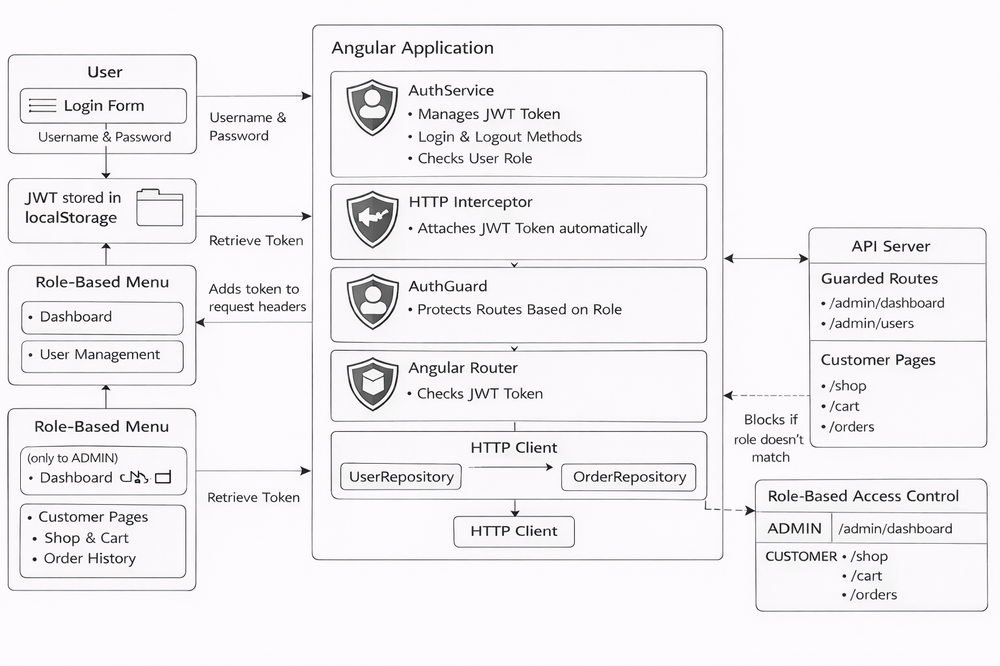 User
Login Form
Username & Password
JWT stored in
localStorage
Role-Based Menu
• Dashboard
• User Management
Role-Based Menu
(only to ADMIN)
• Dashboard
• Customer Pages
• Shop & Cart
• Order History
Username &
Password
Retrieve Token
Adds token to
request headers
Retrieve Token
Angular Application
AuthService
• Manages JWT Token
• Login & Logout Methods
• Checks User Role
HTTP Interceptor
• Attaches JWT Token automatically
AuthGuard
• Protects Routes Based on Role
Angular Router
• Checks JWT Token
HTTP Client
UserRepository
OrderRepository
HTTP Client
API Server
Guarded Routes
• /admin/dashboard
• /admin/users
Customer Pages
• /shop
• /cart
• /orders
Blocks if
role doesn't
match
Role-Based Access Control
ADMIN /admin/dashboard
CUSTOMER • /shop
• /cart
• /orders